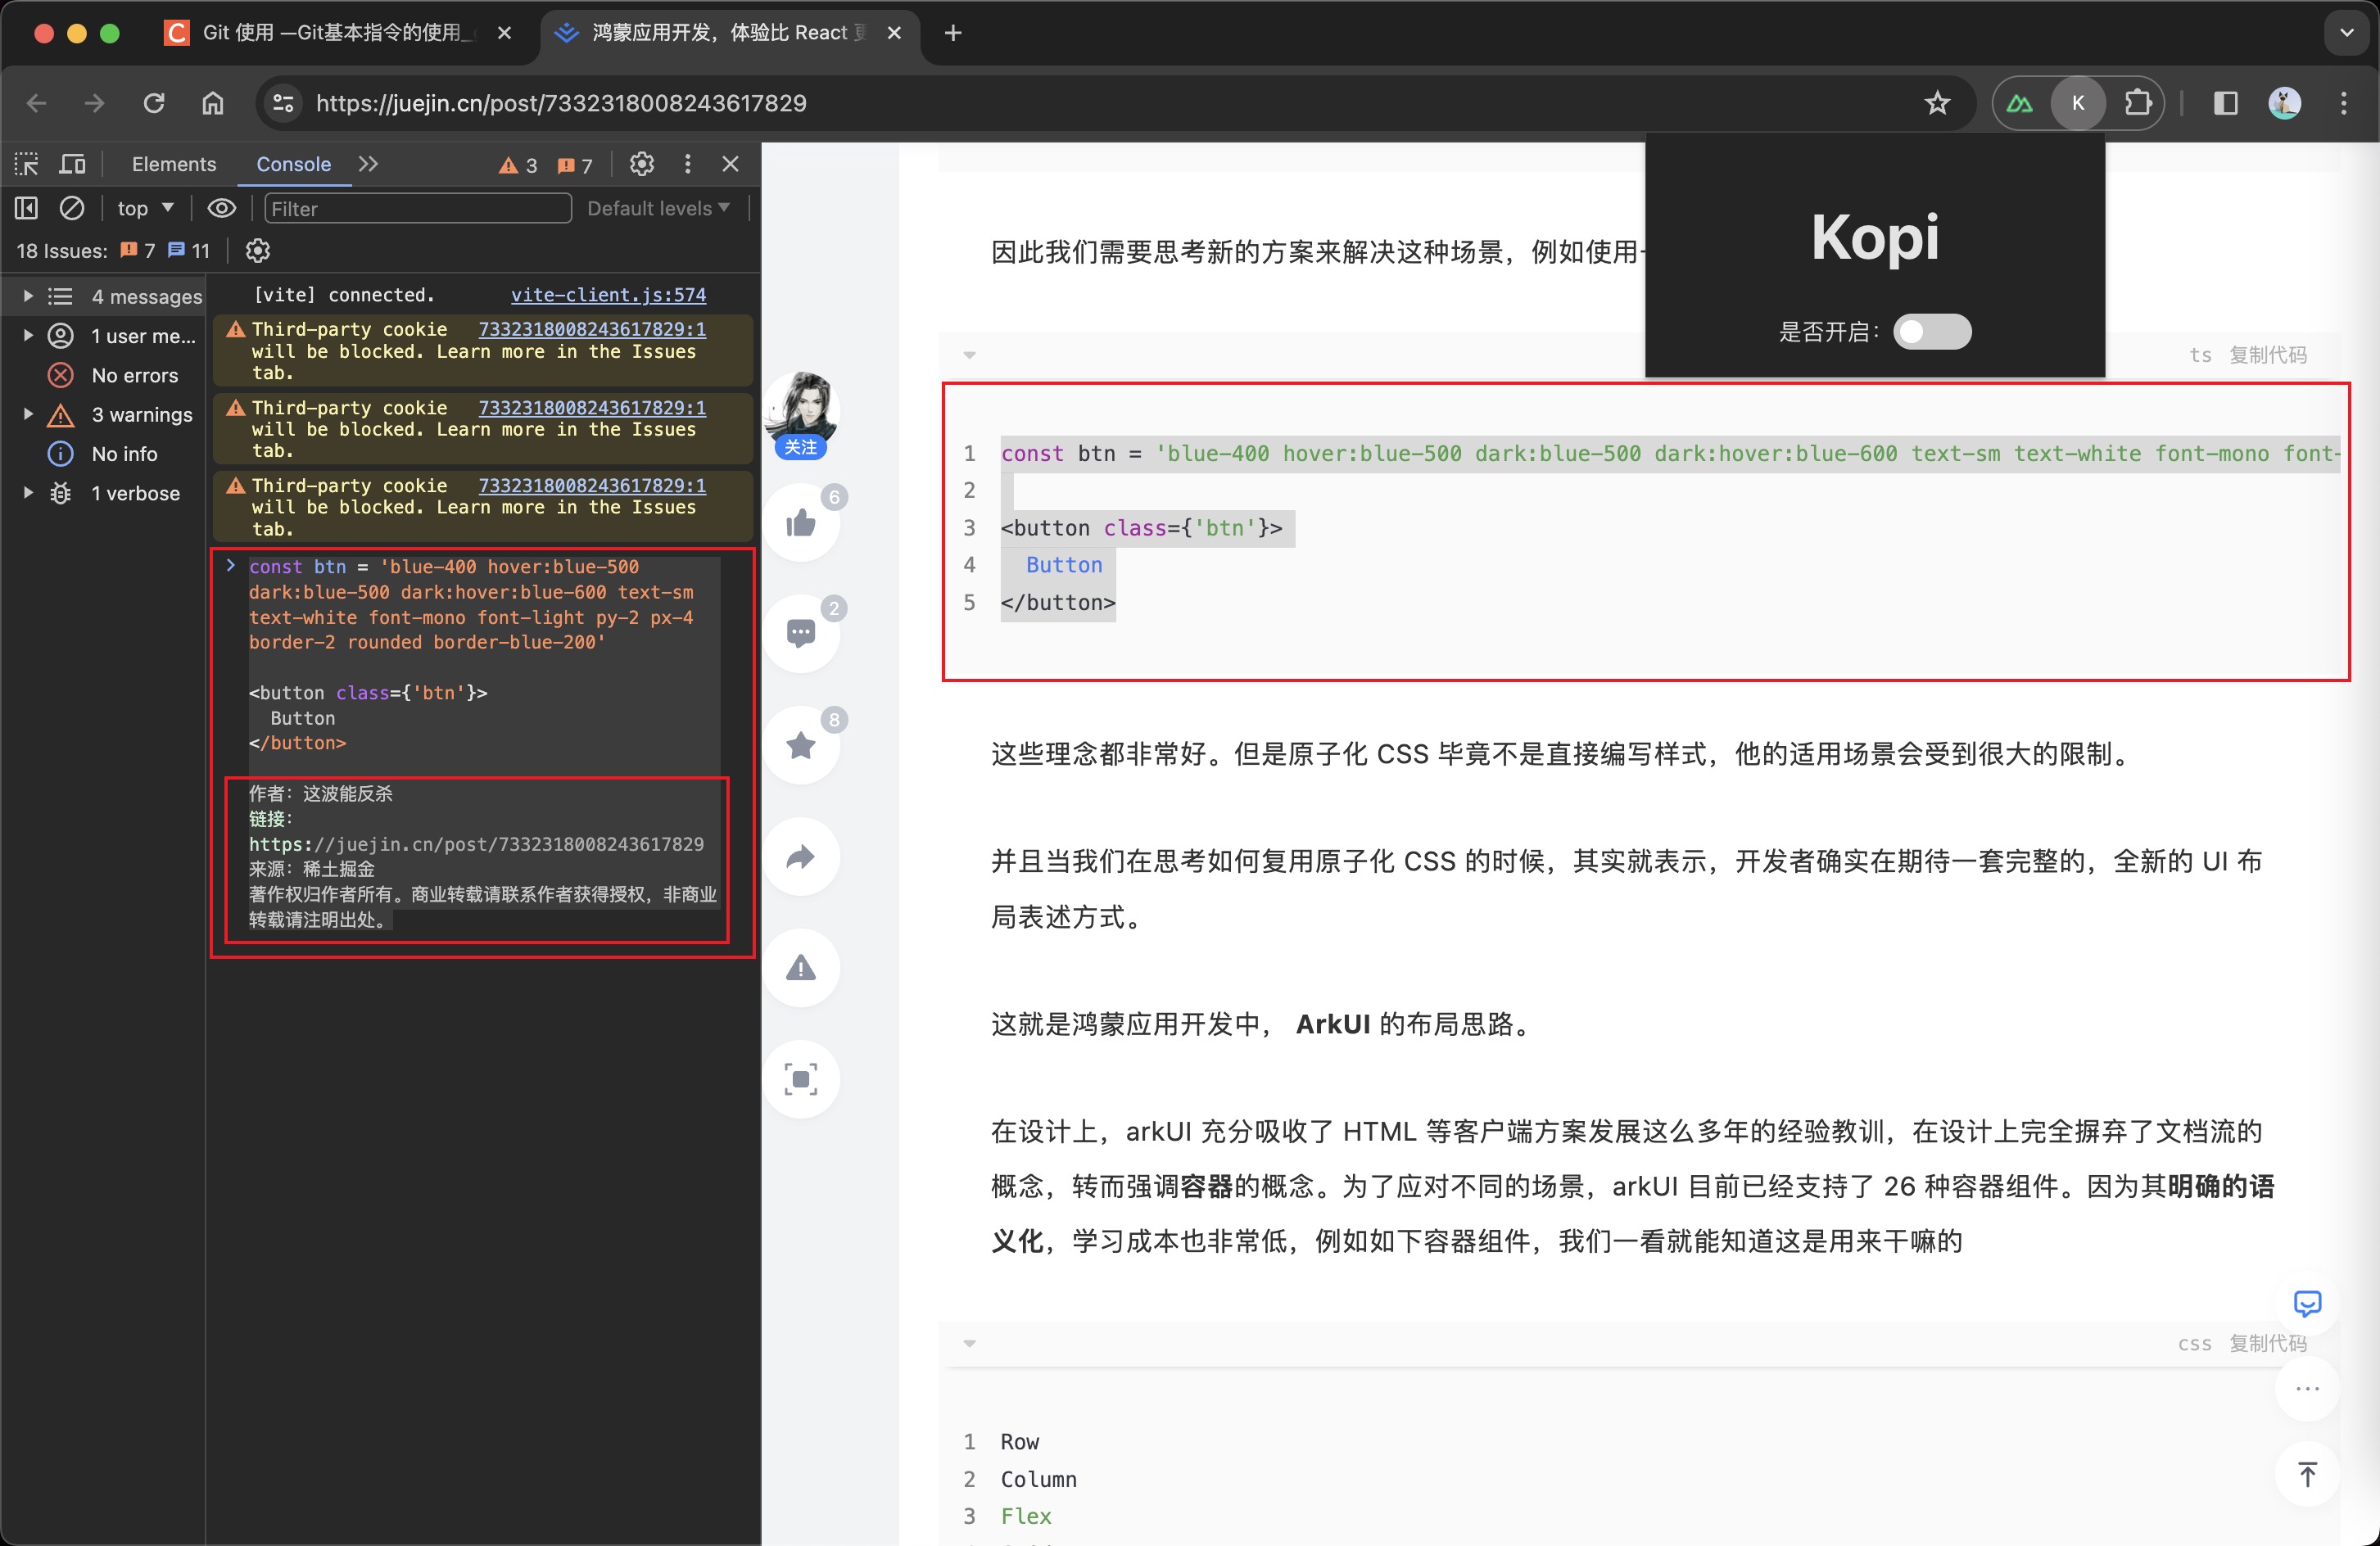 Git 使用 —Git基本指令的使用_
鸿蒙应用开发，体验比 React
https://juejin.cn/post/7332318008243617829
K
Elements
Console
3
7
top
Filter
Default levels
18 Issues:
7
11
4 messages
1 user me...
No errors
3 warnings
No info
1 verbose
[vite] connected.
vite-client.js:574
Third-party cookie 7332318008243617829:1
will be blocked. Learn more in the Issues
tab.
Third-party cookie 7332318008243617829:1
will be blocked. Learn more in the Issues
tab.
Third-party cookie 7332318008243617829:1
will be blocked. Learn more in the Issues
tab.
const btn = 'blue-400 hover:blue-500
dark:blue-500 dark:hover:blue-600 text-sm
text-white font-mono font-light py-2 px-4
border-2 rounded border-blue-200'
<button class={'btn'}>
Button
</button>
作者：这波能反杀
链接：
https://juejin.cn/post/7332318008243617829
来源：稀土掘金
著作权归作者所有。商业转载请联系作者获得授权，非商业
转载请注明出处。
关注
6
2
8
Kopi
是否开启：
因此我们需要思考新的方案来解决这种场景，例如使用
ts 复制代码
1 const btn = 'blue-400 hover:blue-500 dark:blue-500 dark:hover:blue-600 text-sm text-white font-mono font-
2
3 <button class={'btn'}>
4 Button
5 </button>
这些理念都非常好。但是原子化 CSS 毕竟不是直接编写样式，他的适用场景会受到很大的限制。
并且当我们在思考如何复用原子化 CSS 的时候，其实就表示，开发者确实在期待一套完整的，全新的 UI 布
局表述方式。
这就是鸿蒙应用开发中， ArkUI 的布局思路。
在设计上，arkUI 充分吸收了 HTML 等客户端方案发展这么多年的经验教训，在设计上完全摒弃了文档流的
概念，转而强调容器的概念。为了应对不同的场景，arkUI 目前已经支持了 26 种容器组件。因为其明确的语
义化，学习成本也非常低，例如如下容器组件，我们一看就能知道这是用来干嘛的
css 复制代码
1 Row
2 Column
3 Flex